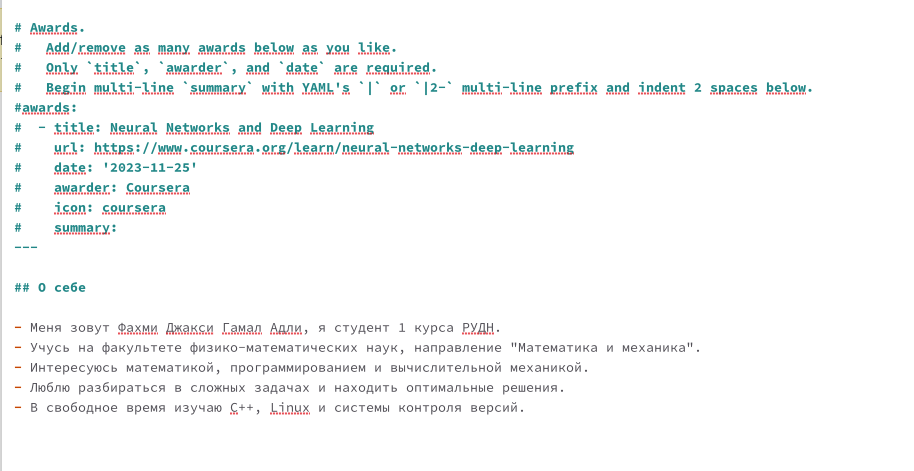 # Awards.
#   Add/remove as many awards below as you like.
#   Only `title`, `awarder`, and `date` are required.
#   Begin multi-line `summary` with YAML's `|` or `|2-` multi-line prefix and indent 2 spaces below.
#awards:
#  - title: Neural Networks and Deep Learning
#    url: https://www.coursera.org/learn/neural-networks-deep-learning
#    date: '2023-11-25'
#    awarder: Coursera
#    icon: coursera
#    summary:
---
## О себе
- Меня зовут Фахми Джакси Гамал Адли, я студент 1 курса РУДН.
- Учусь на факультете физико-математических наук, направление "Математика и механика".
- Интересуюсь математикой, программированием и вычислительной механикой.
- Люблю разбираться в сложных задачах и находить оптимальные решения.
- В свободное время изучаю C++, Linux и системы контроля версий.